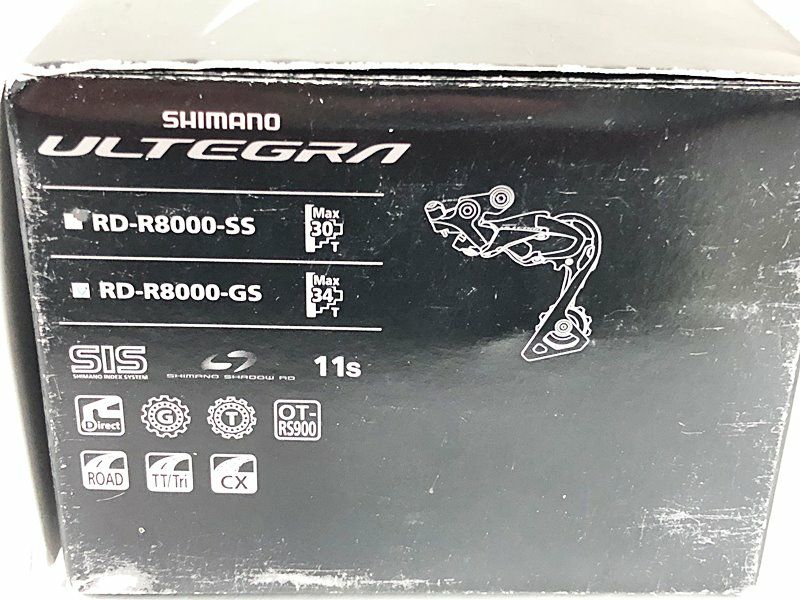 SHIMANO
ULTEGRA
RD-R8000-SS
Max
30
T
RD-R8000-GS
Max
34
T
SIS
SHIMANO INDEX SYSTEM
SHIMANO SHADOW RD
11s
Direct
G
T
OT-
RS900
ROAD
TT/Tri
CX